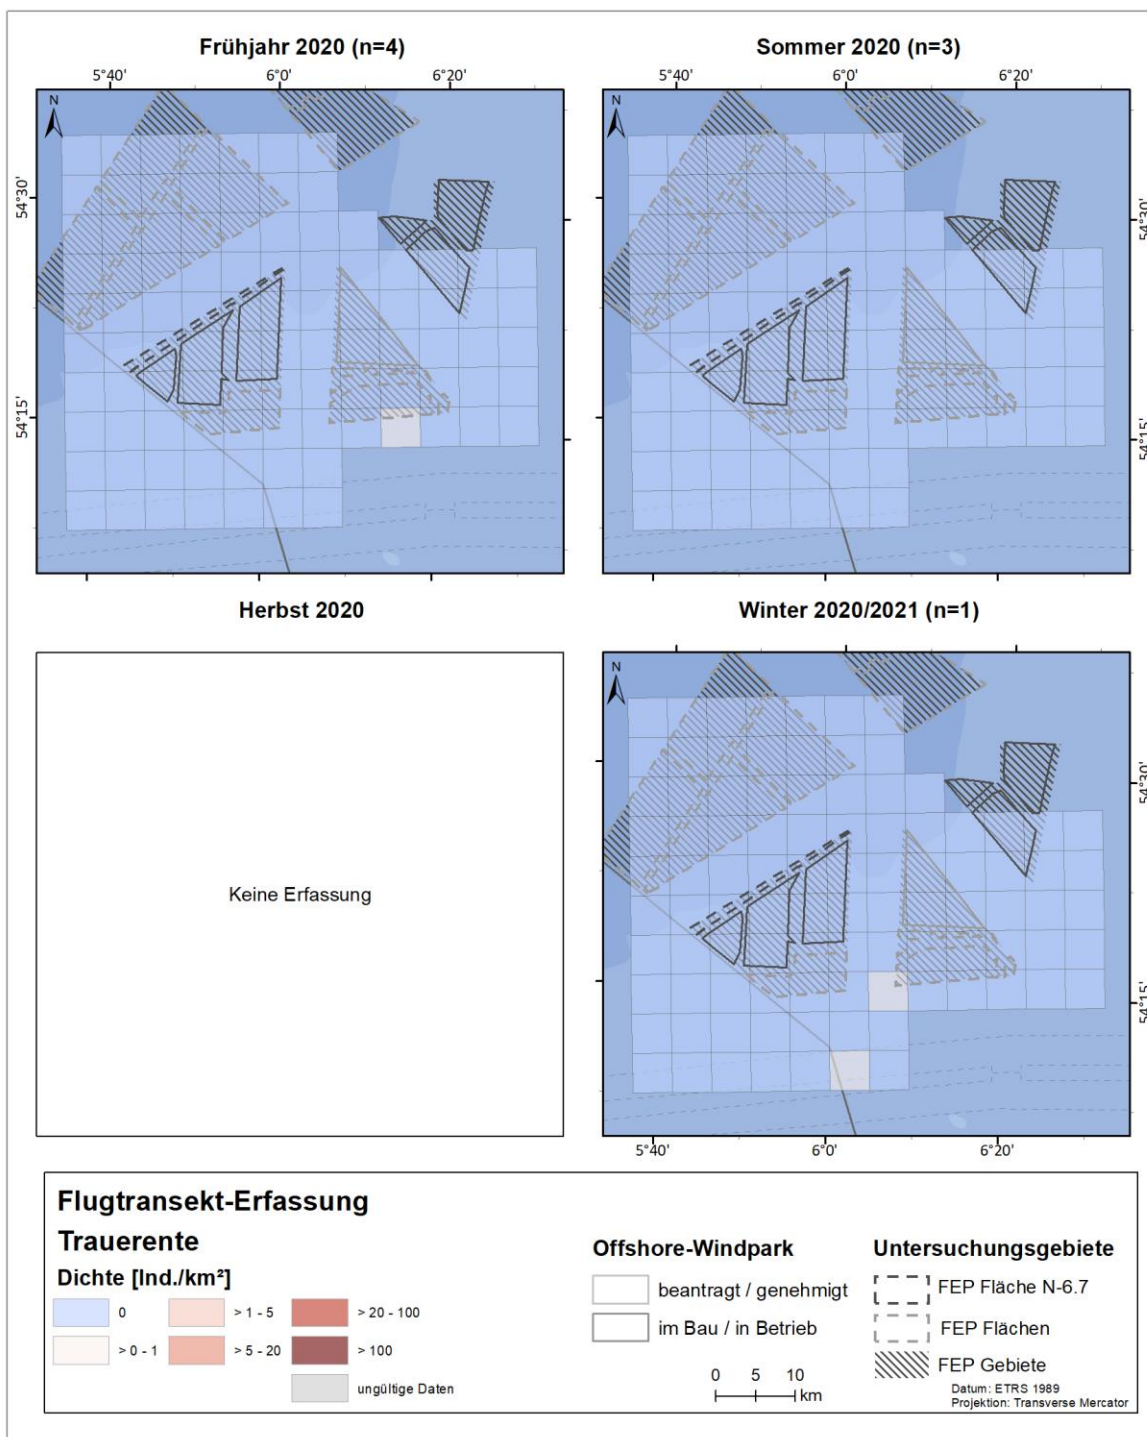 Frühjahr 2020 (n=4)
Sommer 2020 (n=3)
5°40' 6°0' 6°20'
5°40' 6°0' 6°20'
N
N
54°30'
54°30'
54°15'
54°15'
Herbst 2020
Winter 2020/2021 (n=1)
Keine Erfassung
N
54°30'
54°15'
5°40' 6°0' 6°20'
Flugtransekt-Erfassung
Trauerente
Dichte [Ind./km²]
0
> 1 - 5
> 20 - 100
> 0 - 1
> 5 - 20
> 100
ungültige Daten
Offshore-Windpark
beantragt / genehmigt
im Bau / in Betrieb
0 5 10
km
Untersuchungsgebiete
FEP Fläche N-6.7
FEP Flächen
FEP Gebiete
Datum: ETRS 1989
Projektion: Transverse Mercator